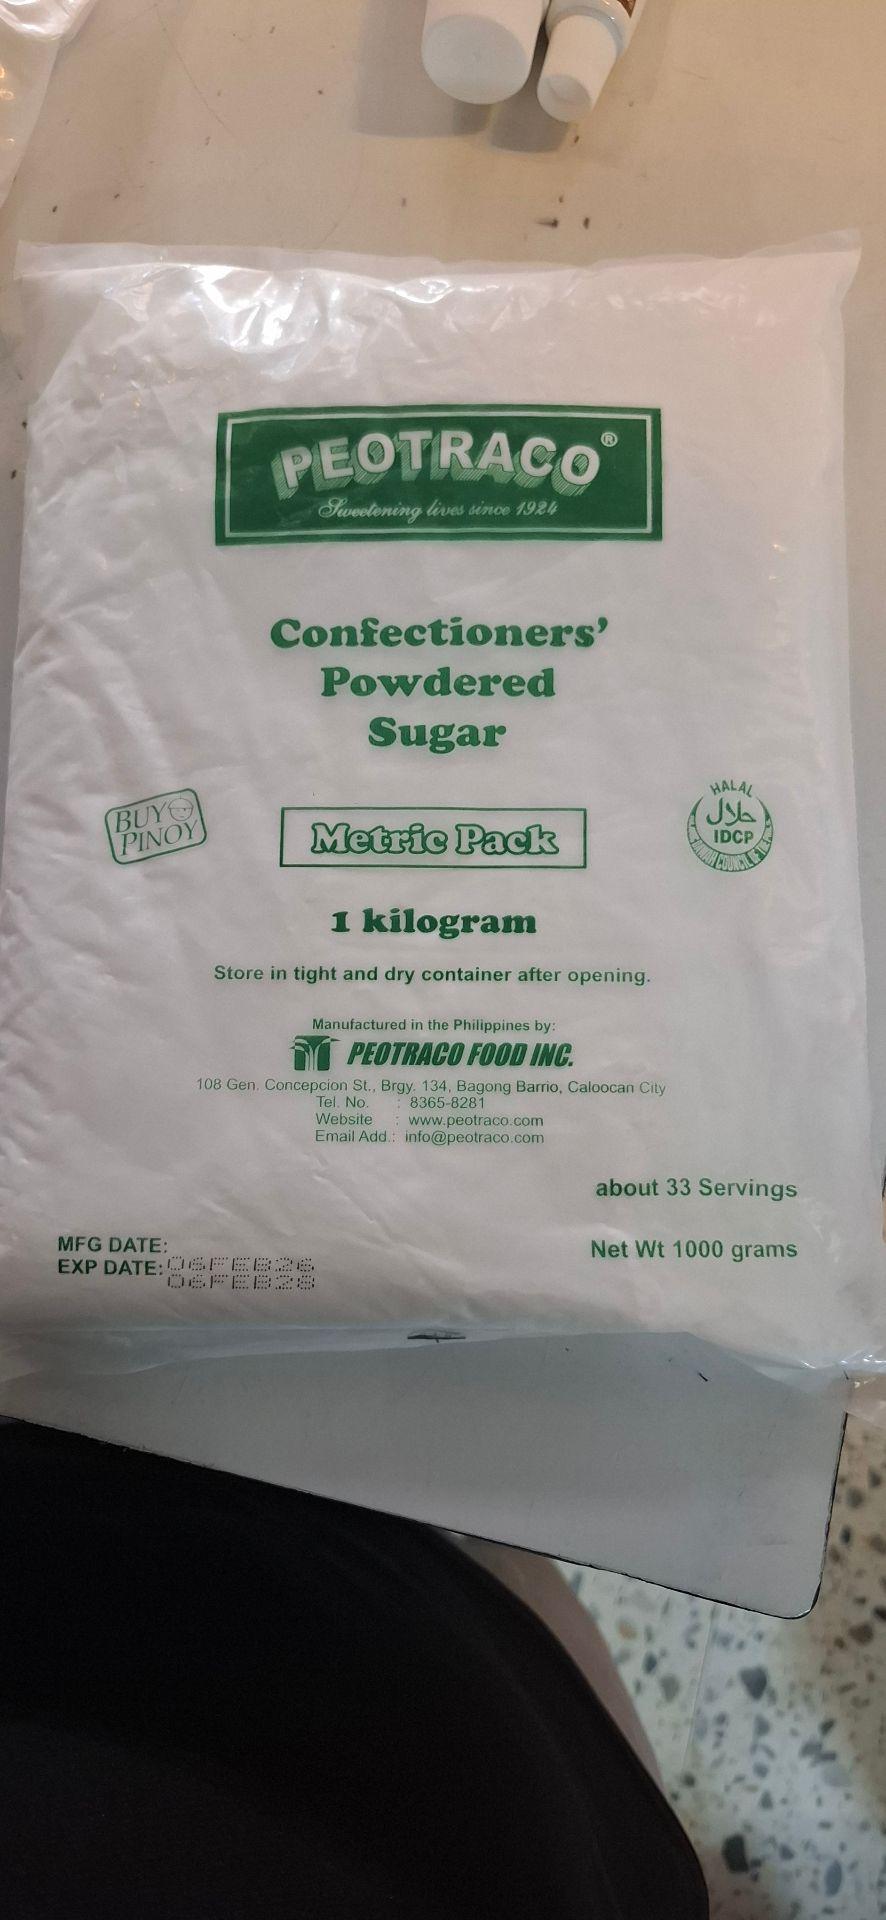 PEOTRACO®
Sweetening lives since 1924
Confectioners'
Powdered
Sugar
BUY
PINOY
Metric Pack
HALAL
حلال
IDCP
1 kilogram
Store in tight and dry container after opening.
Manufactured in the Philippines by:
PEOTRACO FOOD INC.
108 Gen. Concepcion St., Brgy. 134, Bagong Barrio, Caloocan City
Tel. No. : 8365-8281
Website : www.peotraco.com
Email Add.: info@peotraco.com
about 33 Servings
Net Wt 1000 grams
MFG DATE:
EXP DATE: 06FEB26
06FEB28